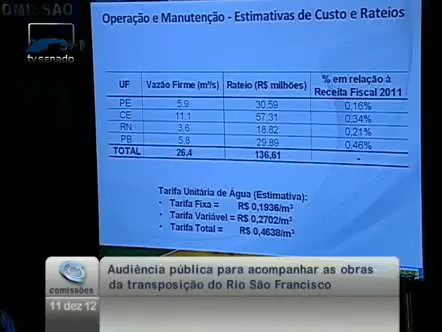 OMISSÃO
tv senado
Operação e Manutenção - Estimativas de Custo e Rateios
UF Vazão Firme (m³/s) Rateio (R$ milhões) % em relação à Receita Fiscal 2011
PE 5,9 30,59 0,16%
CE 11,1 57,31 0,34%
RN 3,6 18,82 0,21%
PB 5,8 29,89 0,46%
TOTAL 26,4 136,61 -
Tarifa Unitária de Água (Estimativa):
• Tarifa Fixa = R$ 0,1936/m³
• Tarifa Variável = R$ 0,2702/m³
• Tarifa Total = R$ 0,4638/m³
comissões
11 dez 12
Audiência pública para acompanhar as obras
da transposição do Rio São Francisco